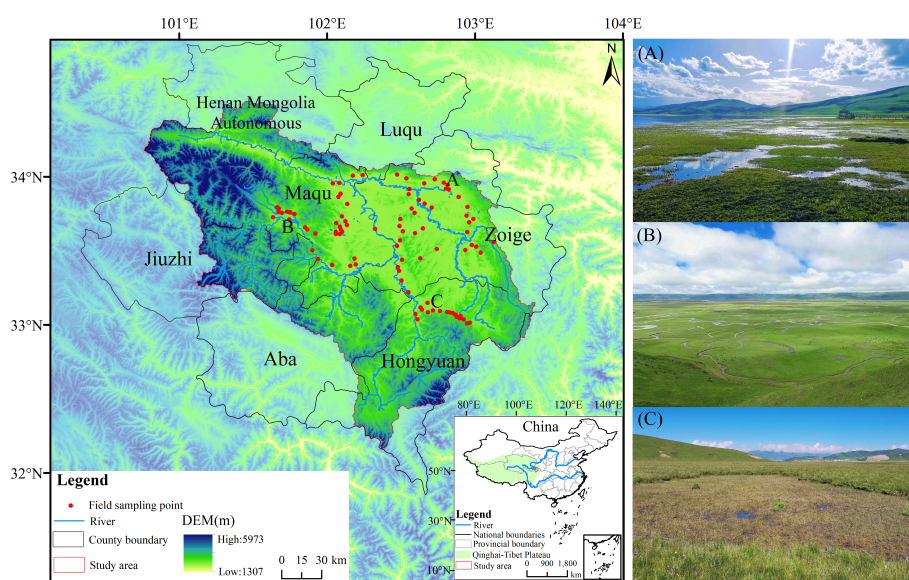 101°E
102°E
103°E
104°E
N
Henan Mongolia
Autonomous
Luqu
34°N
Maqu
A
B
Zoige
Jiuzhi
C
33°N
Aba
Hongyuan
32°N
Legend
Field sampling point
River
County boundary
Study area
DEM(m)
High:5973
Low:1307
0 15 30 km
80°E
100°E
120°E
140°E
China
50°N
30°N
10°N
Legend
River
National boundaries
Provincial boundary
Qinghai-Tibet Plateau
Study area
0 900 1,800
km
(A)
(B)
(C)